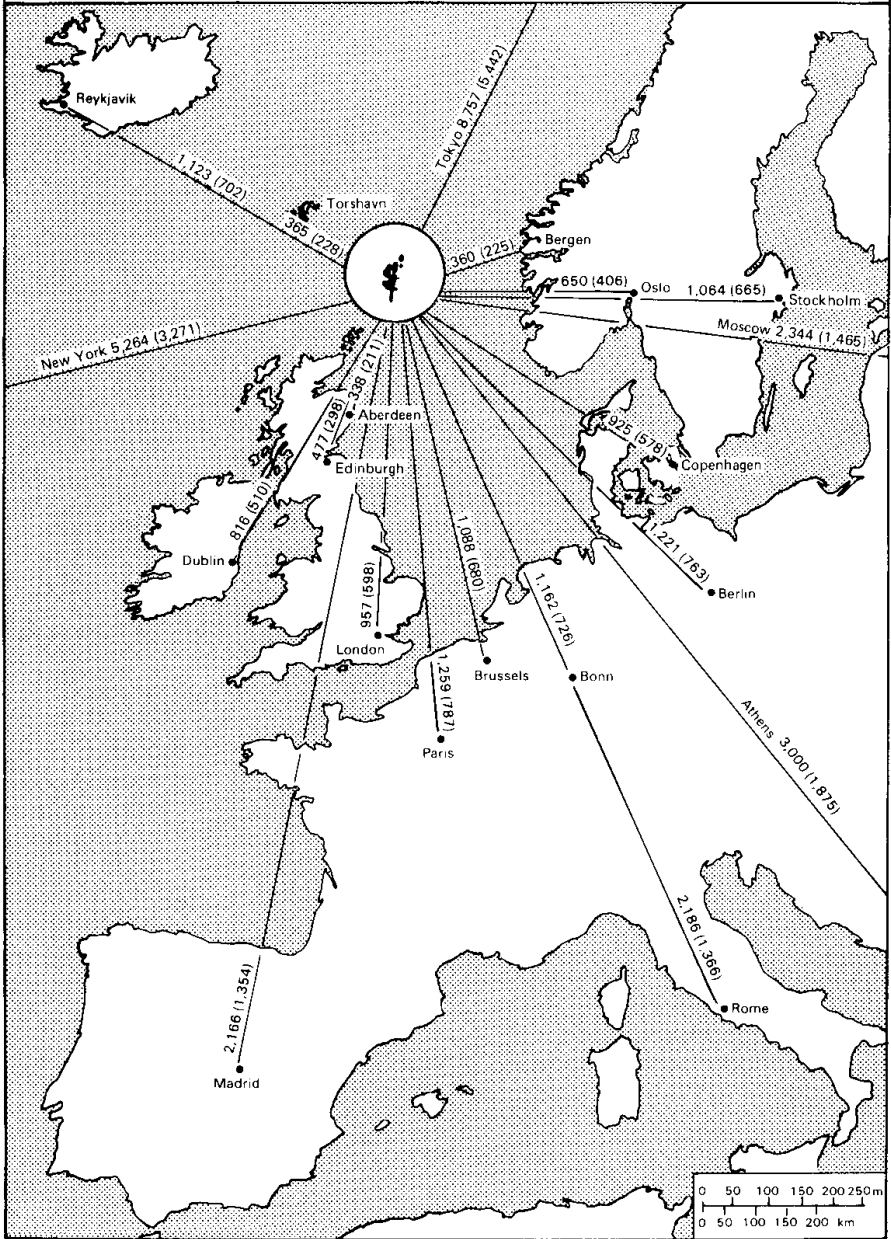 Reykjavik
1,123 (702)
Torshavn
365 (228)
Tokyo 8,757 (5,442)
Bergen
360 (225)
650 (406)
Oslo
1,064 (665)
Stockholm
Moscow 2,344 (1,465)
New York 5,264 (3,271)
338 (211)
Aberdeen
477 (298)
Edinburgh
925 (578)
Copenhagen
816 (510)
Dublin
1,221 (763)
Berlin
957 (598)
London
1,088 (680)
Brussels
1,162 (726)
Bonn
1,259 (787)
Paris
Athens 3,000 (1,875)
2,186 (1,366)
Rome
2,166 (1,354)
Madrid
0 50 100 150 200 250 m
0 50 100 150 200 km